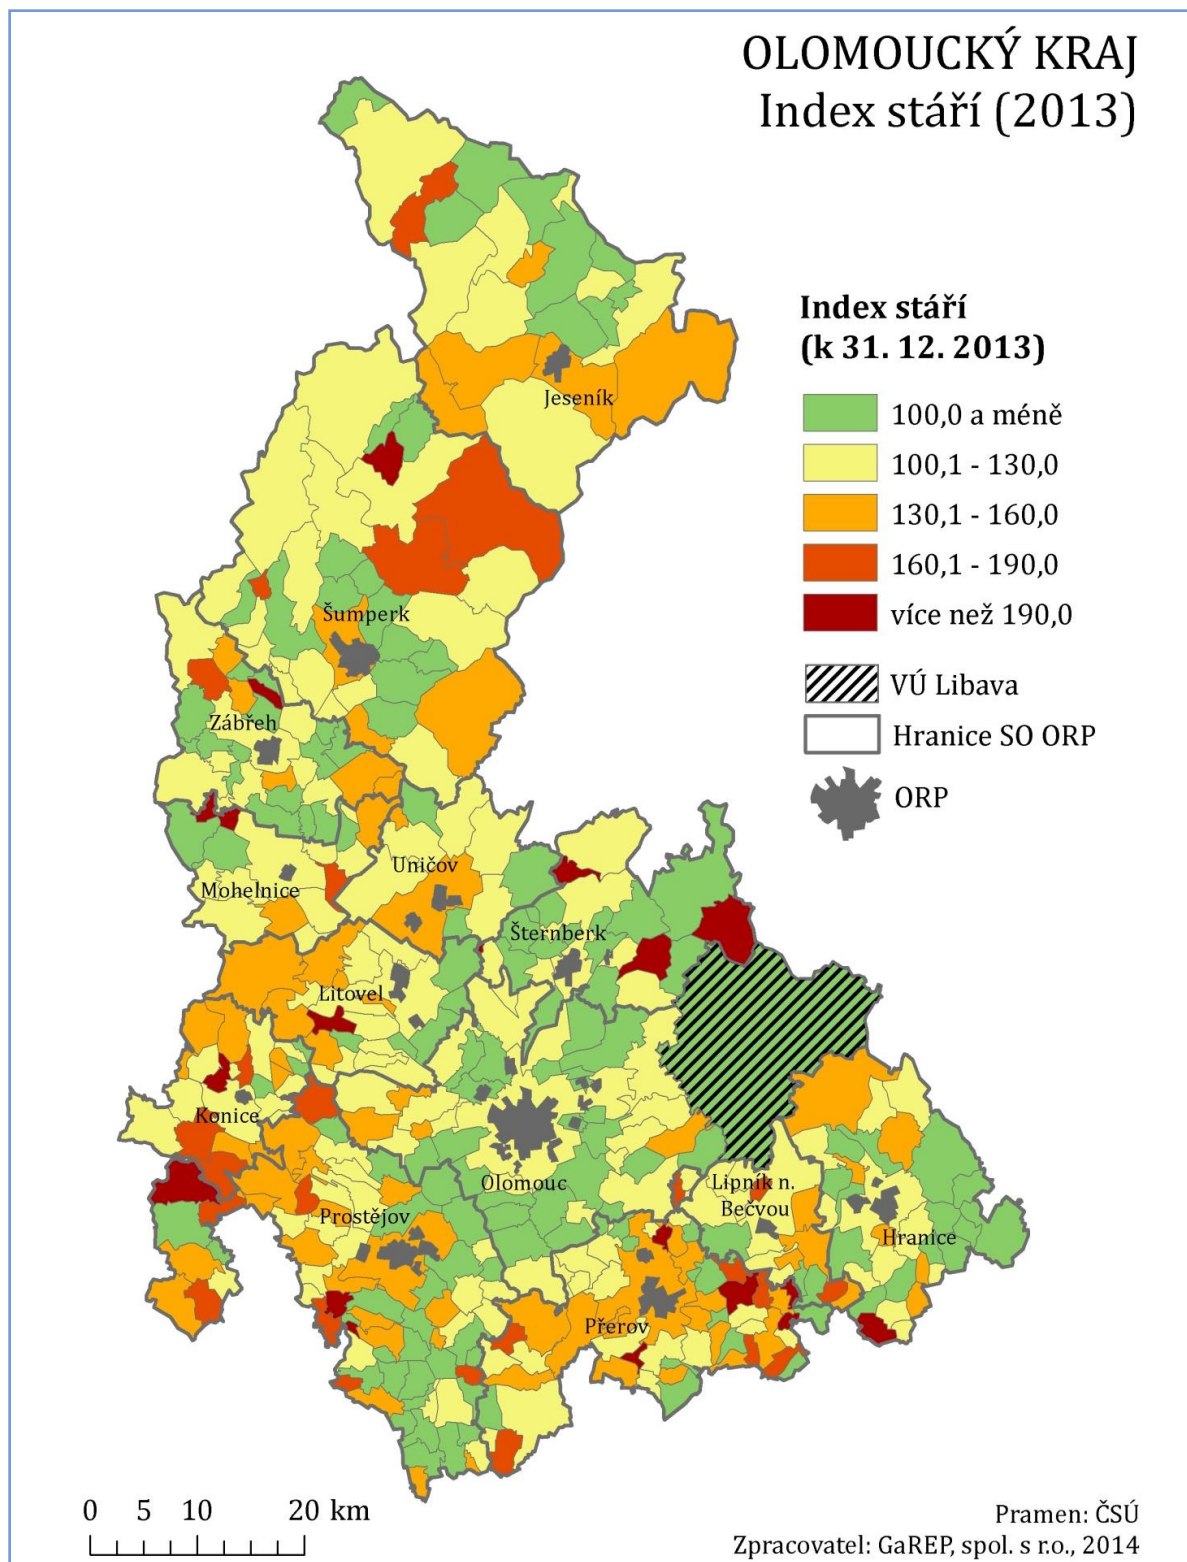 OLOMOUCKÝ KRAJ
Index stáří (2013)
Index stáří
(k 31. 12. 2013)
100,0 a méně
100,1 - 130,0
130,1 - 160,0
160,1 - 190,0
více než 190,0
VÚ Libava
Hranice SO ORP
ORP
Jeseník
Šumperk
Zábřeh
Uničov
Mohelnice
Šternberk
Litovel
Konice
Olomouc
Lipník n.
Bečvou
Prostějov
Hranice
Přerov
0 5 10 20 km
Pramen: ČSÚ
Zpracovatel: GaREP, spol. s r.o., 2014